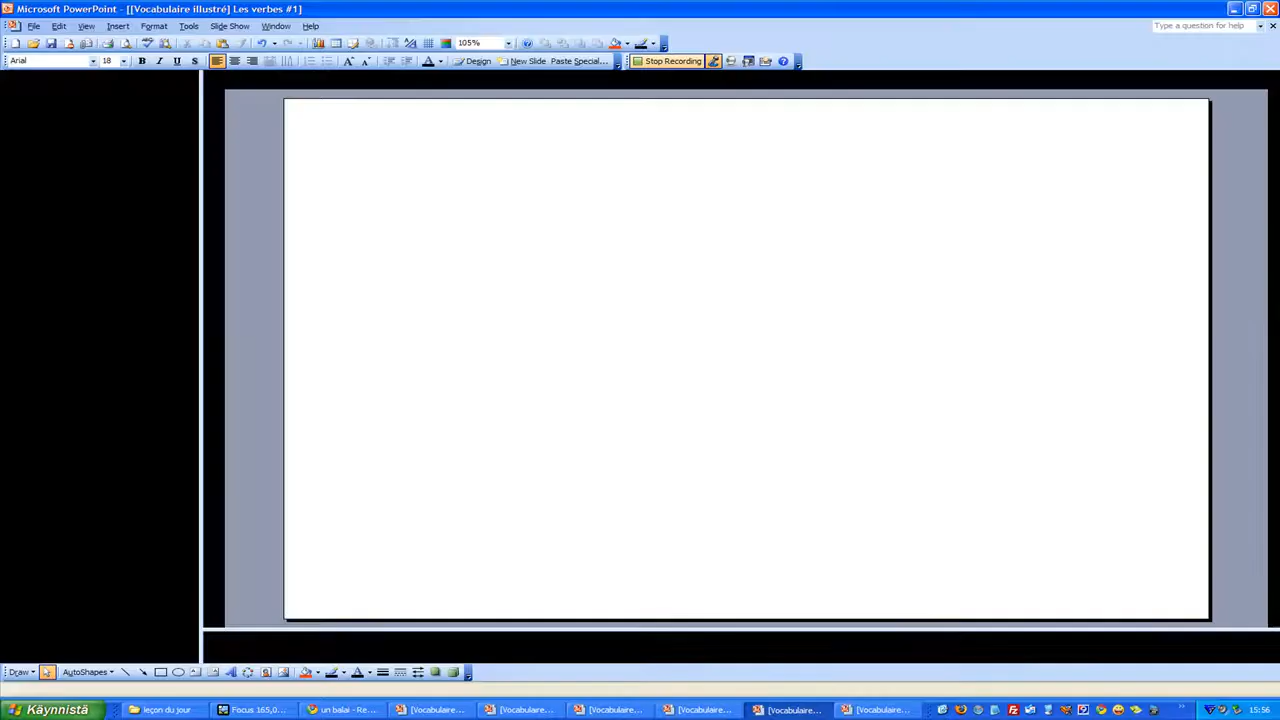 Microsoft PowerPoint - [[Vocabulaire illustré] Les verbes #1]
File Edit View Insert Format Tools Slide Show Window Help Type a question for help
105%
Arial 18 B I U S A A A Design New Slide Paste Special... Stop Recording
Draw AutoShapes
Käynnistä leçon du jour Focus 165,0... un balai - Re... [Vocabulaire... [Vocabulaire... [Vocabulaire... [Vocabulaire... [Vocabulaire... [Vocabulaire... 15:56